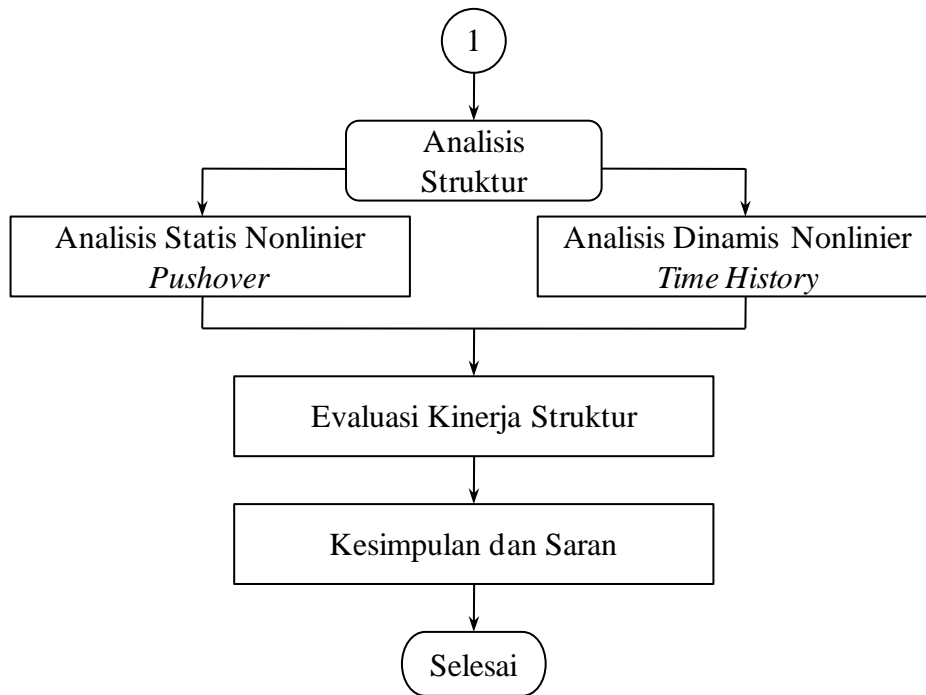 1
Analisis
Struktur
Analisis Statis Nonlinier
Pushover
Analisis Dinamis Nonlinier
Time History
Evaluasi Kinerja Struktur
Kesimpulan dan Saran
Selesai